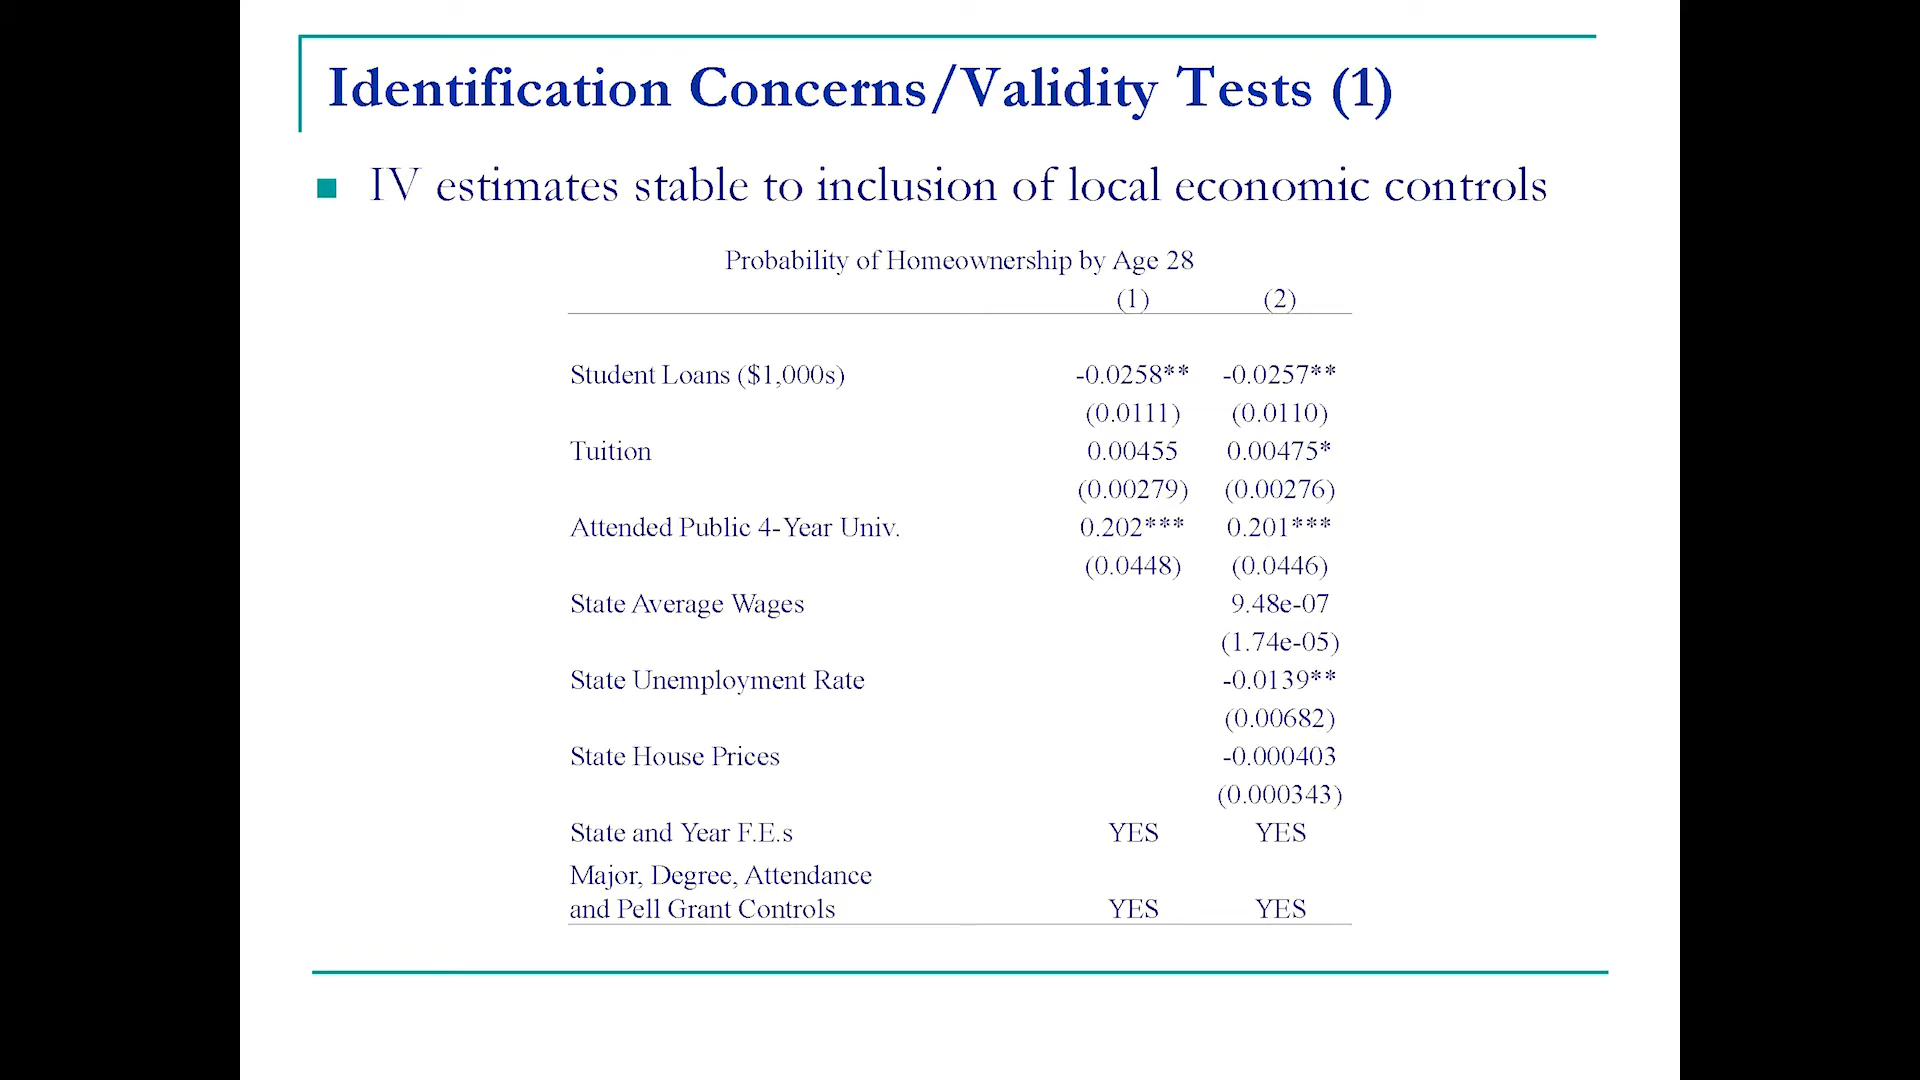 Identification Concerns/Validity Tests (1)
IV estimates stable to inclusion of local economic controls
Probability of Homeownership by Age 28
(1) (2)
Student Loans ($1,000s) -0.0258** -0.0257**
(0.0111) (0.0110)
Tuition 0.00455 0.00475*
(0.00279) (0.00276)
Attended Public 4-Year Univ. 0.202*** 0.201***
(0.0448) (0.0446)
State Average Wages 9.48e-07
(1.74e-05)
State Unemployment Rate -0.0139**
(0.00682)
State House Prices -0.000403
(0.000343)
State and Year F.E.s YES YES
Major, Degree, Attendance
and Pell Grant Controls YES YES